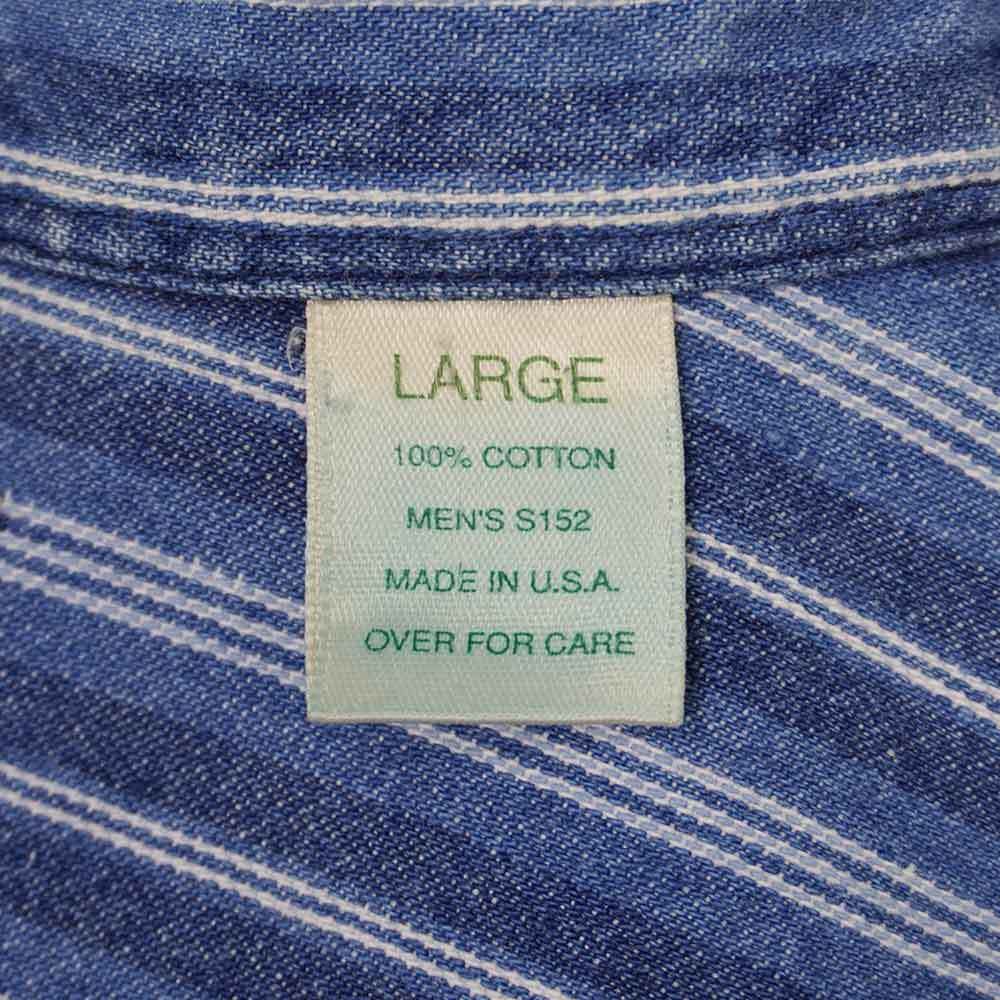 LARGE
100% COTTON
MEN'S S152
MADE IN U.S.A.
OVER FOR CARE